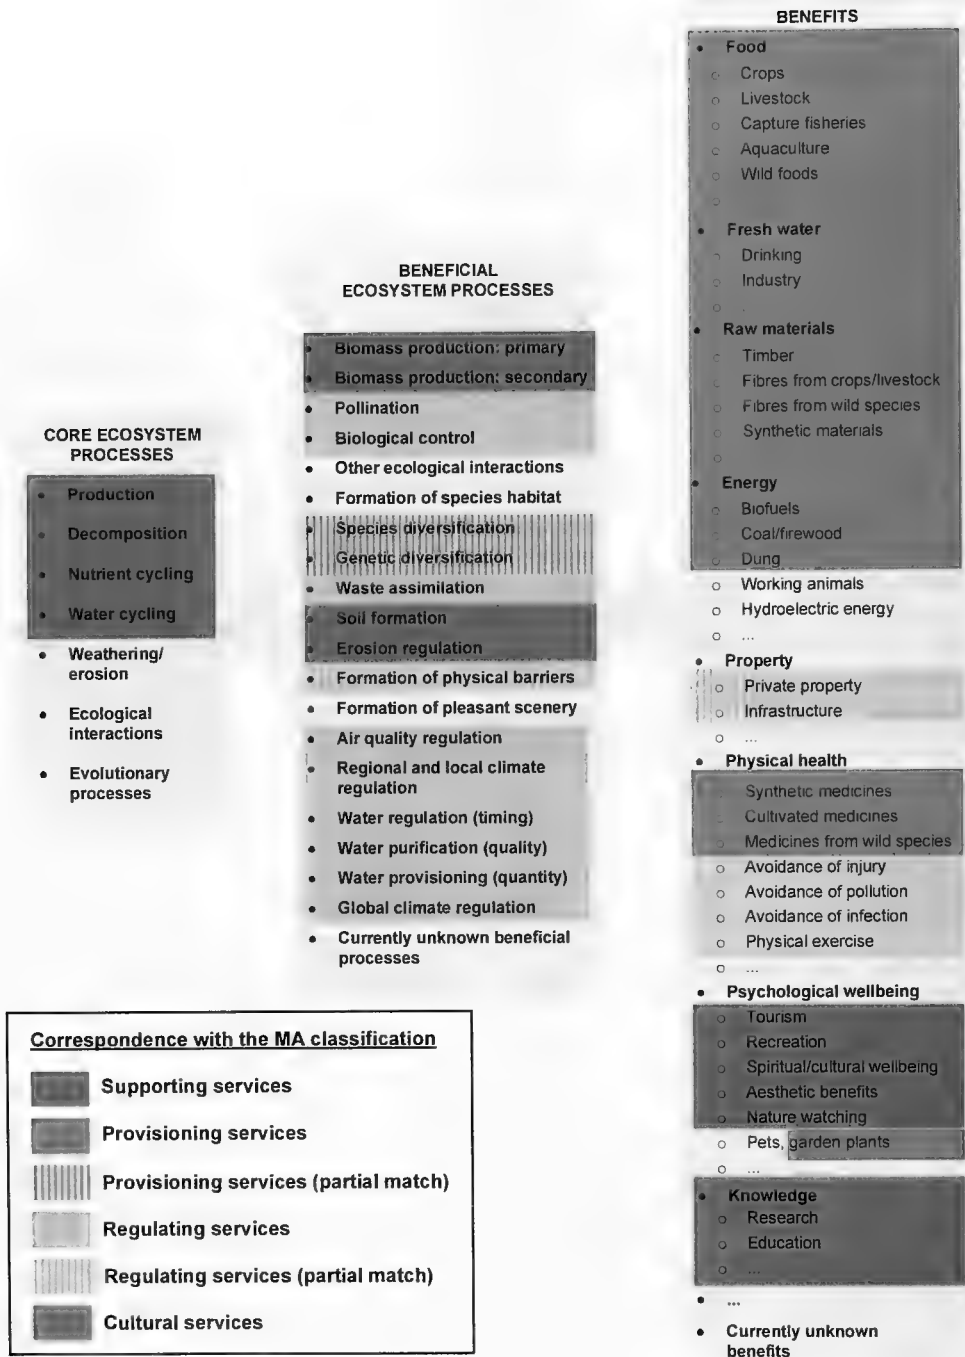 CORE ECOSYSTEM
PROCESSES
• Production
• Decomposition
• Nutrient cycling
• Water cycling
• Weathering/
erosion
• Ecological
interactions
• Evolutionary
processes
BENEFICIAL
ECOSYSTEM PROCESSES
• Biomass production: primary
• Biomass production: secondary
• Pollination
• Biological control
• Other ecological interactions
• Formation of species habitat
• Species diversification
• Genetic diversification
• Waste assimilation
• Soil formation
• Erosion regulation
• Formation of physical barriers
• Formation of pleasant scenery
• Air quality regulation
• Regional and local climate
regulation
• Water regulation (timing)
• Water purification (quality)
• Water provisioning (quantity)
• Global climate regulation
• Currently unknown beneficial
processes
BENEFITS
• Food
○ Crops
○ Livestock
○ Capture fisheries
○ Aquaculture
○ Wild foods
○
• Fresh water
○ Drinking
○ Industry
○ .
• Raw materials
○ Timber
○ Fibres from crops/livestock
○ Fibres from wild species
○ Synthetic materials
○
• Energy
○ Biofuels
○ Coal/firewood
○ Dung
○ Working animals
○ Hydroelectric energy
○ ...
• Property
○ Private property
○ Infrastructure
○ ...
• Physical health
Synthetic medicines
Cultivated medicines
Medicines from wild species
○ Avoidance of injury
○ Avoidance of pollution
○ Avoidance of infection
○ Physical exercise
○ ...
• Psychological wellbeing
○ Tourism
○ Recreation
○ Spiritual/cultural wellbeing
○ Aesthetic benefits
○ Nature watching
○ Pets, garden plants
○ ...
• Knowledge
○ Research
○ Education
○ ...
• ...
• Currently unknown
benefits
Correspondence with the MA classification
Supporting services
Provisioning services
Provisioning services (partial match)
Regulating services
Regulating services (partial match)
Cultural services